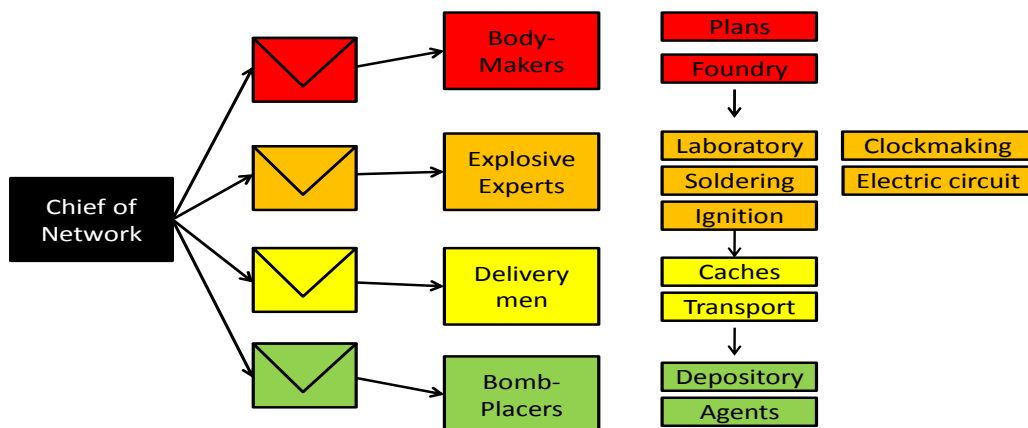 Chief of
Network
Body-
Makers
Explosive
Experts
Delivery
men
Bomb-
Placers
Plans
Foundry
Laboratory
Clockmaking
Soldering
Electric circuit
Ignition
Caches
Transport
Depository
Agents